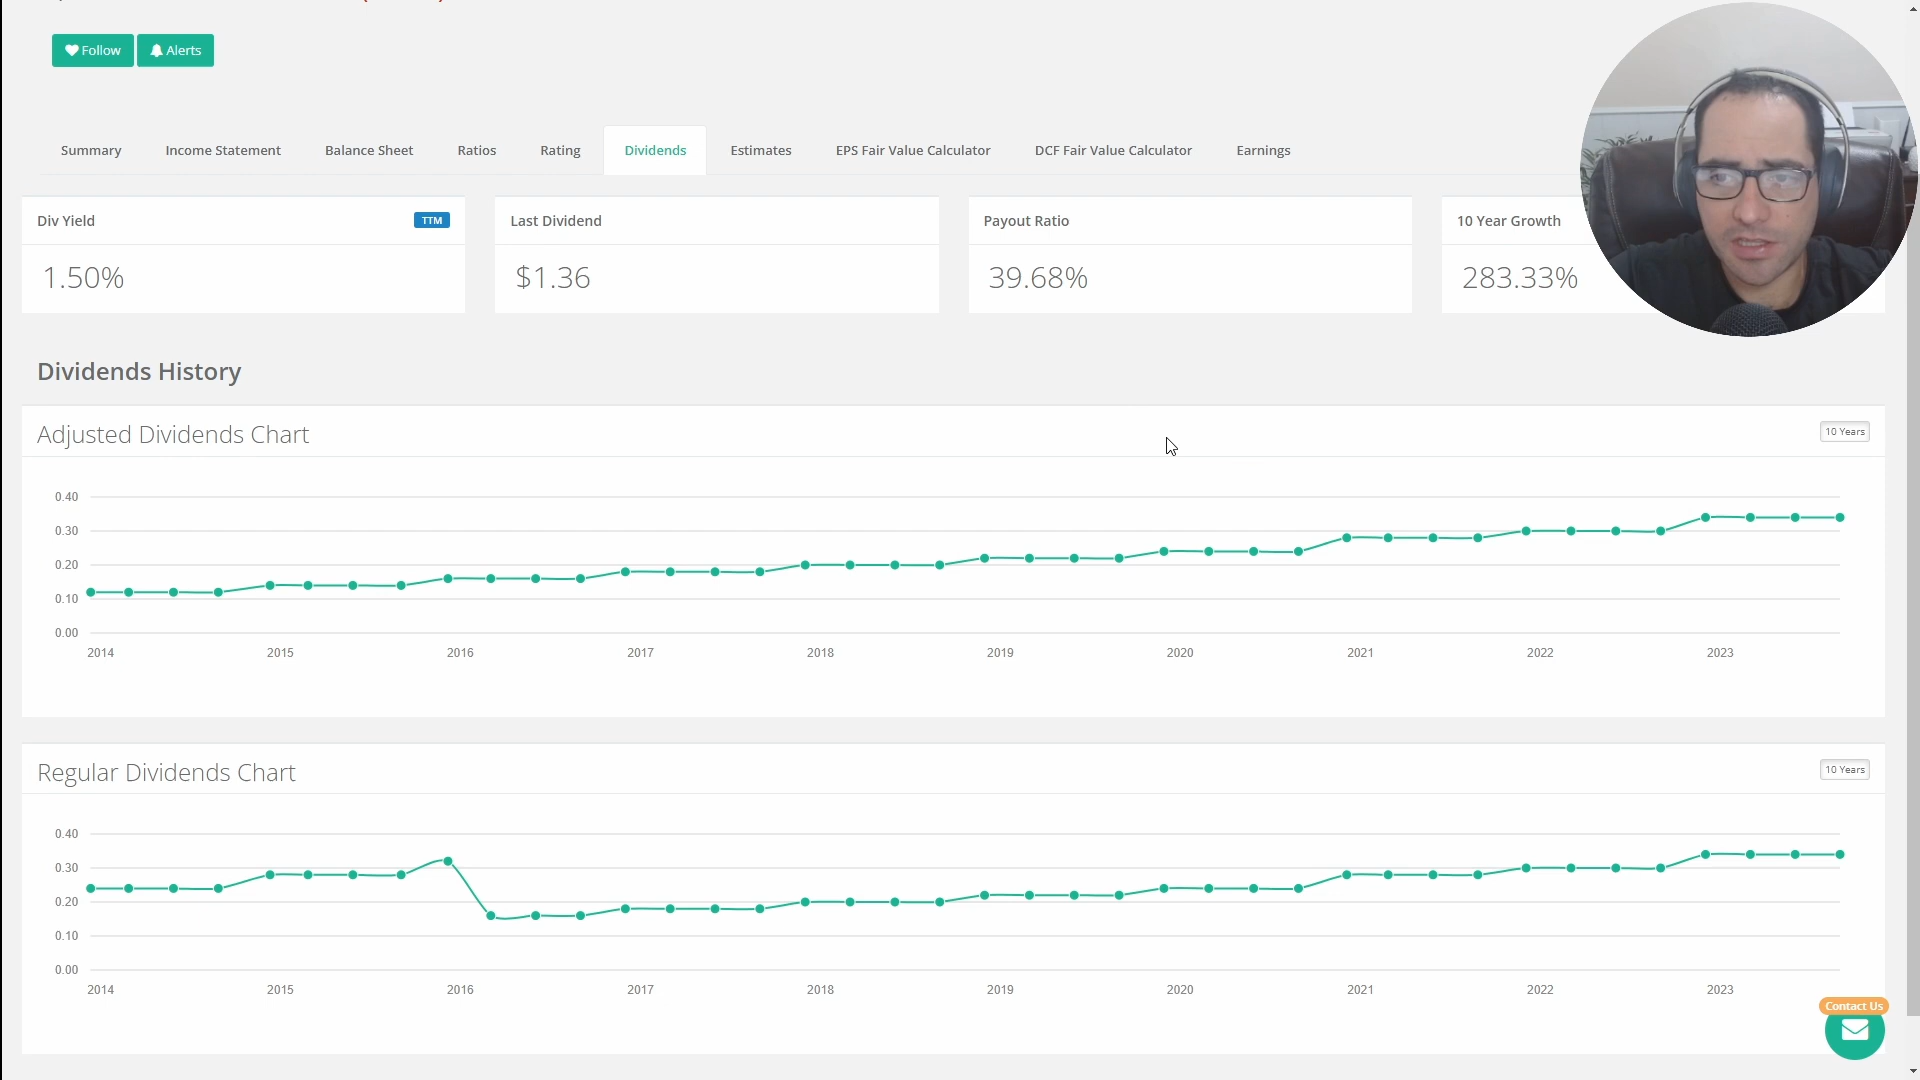 Follow Alerts
Summary Income Statement Balance Sheet Ratios Rating Dividends Estimates EPS Fair Value Calculator DCF Fair Value Calculator Earnings
Div Yield TTM Last Dividend Payout Ratio 10 Year Growth
1.50% $1.36 39.68% 283.33%
Dividends History
Adjusted Dividends Chart 10 Years
0.40
0.30
0.20
0.10
0.00
2014 2015 2016 2017 2018 2019 2020 2021 2022 2023
Regular Dividends Chart 10 Years
0.40
0.30
0.20
0.10
0.00
2014 2015 2016 2017 2018 2019 2020 2021 2022 2023
Contact Us